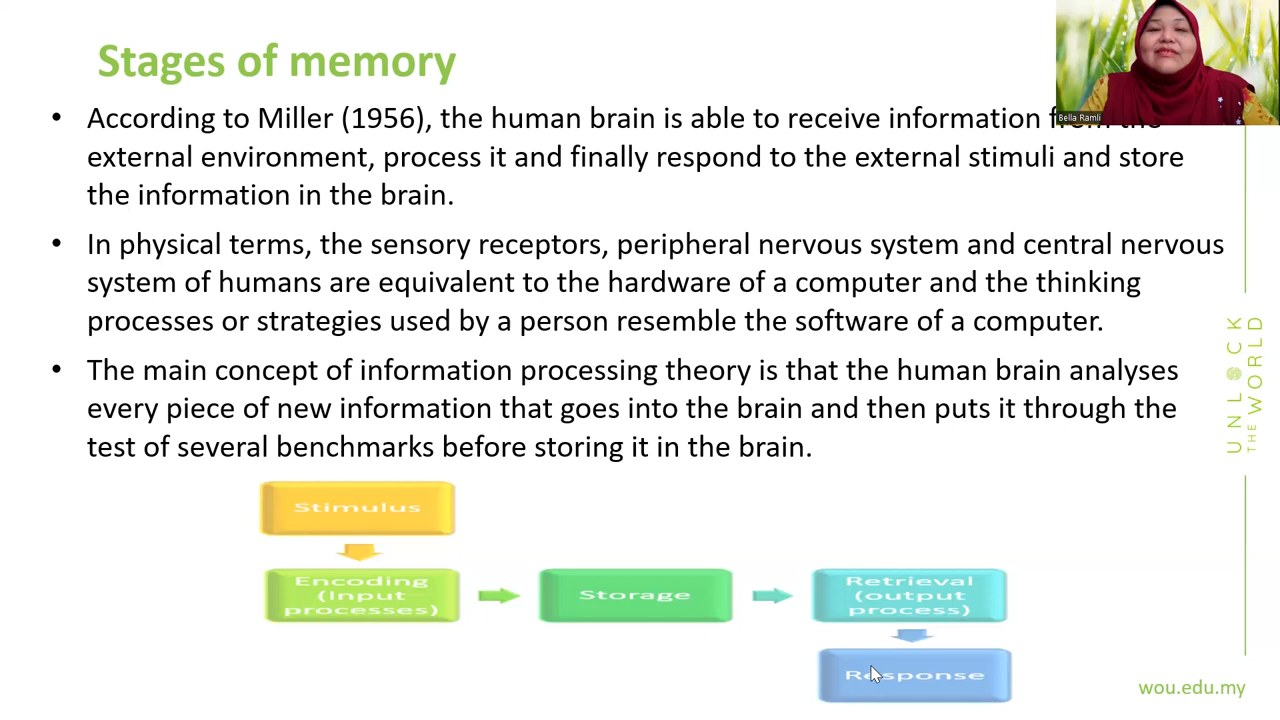 Stages of memory
Bella Ramli
• According to Miller (1956), the human brain is able to receive information from the
external environment, process it and finally respond to the external stimuli and store
the information in the brain.
• In physical terms, the sensory receptors, peripheral nervous system and central nervous
system of humans are equivalent to the hardware of a computer and the thinking
processes or strategies used by a person resemble the software of a computer.
• The main concept of information processing theory is that the human brain analyses
every piece of new information that goes into the brain and then puts it through the
test of several benchmarks before storing it in the brain.
UNLOCK
THE WORLD
Stimulus
Encoding
(Input
processes)
Storage
Retrieval
(output
process)
Response
wou.edu.my